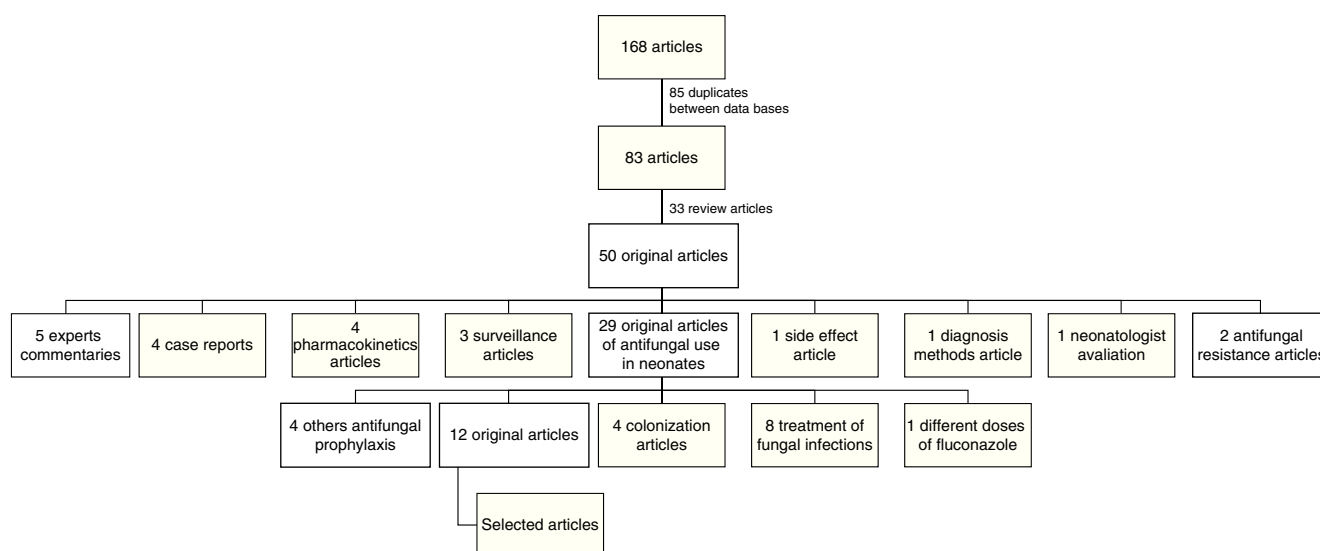 168 articles
85 duplicates
between data bases
83 articles
33 review articles
50 original articles
5 experts
commentaries
4 case reports
4
pharmacokinetics
articles
3 surveillance
articles
29 original articles
of antifungal use
in neonates
1 side effect
article
1 diagnosis
methods article
1 neonatologist
avaliation
2 antifungal
resistance articles
4 others antifungal
prophylaxis
12 original articles
4 colonization
articles
8 treatment of
fungal infections
1 different doses
of fluconazole
Selected articles